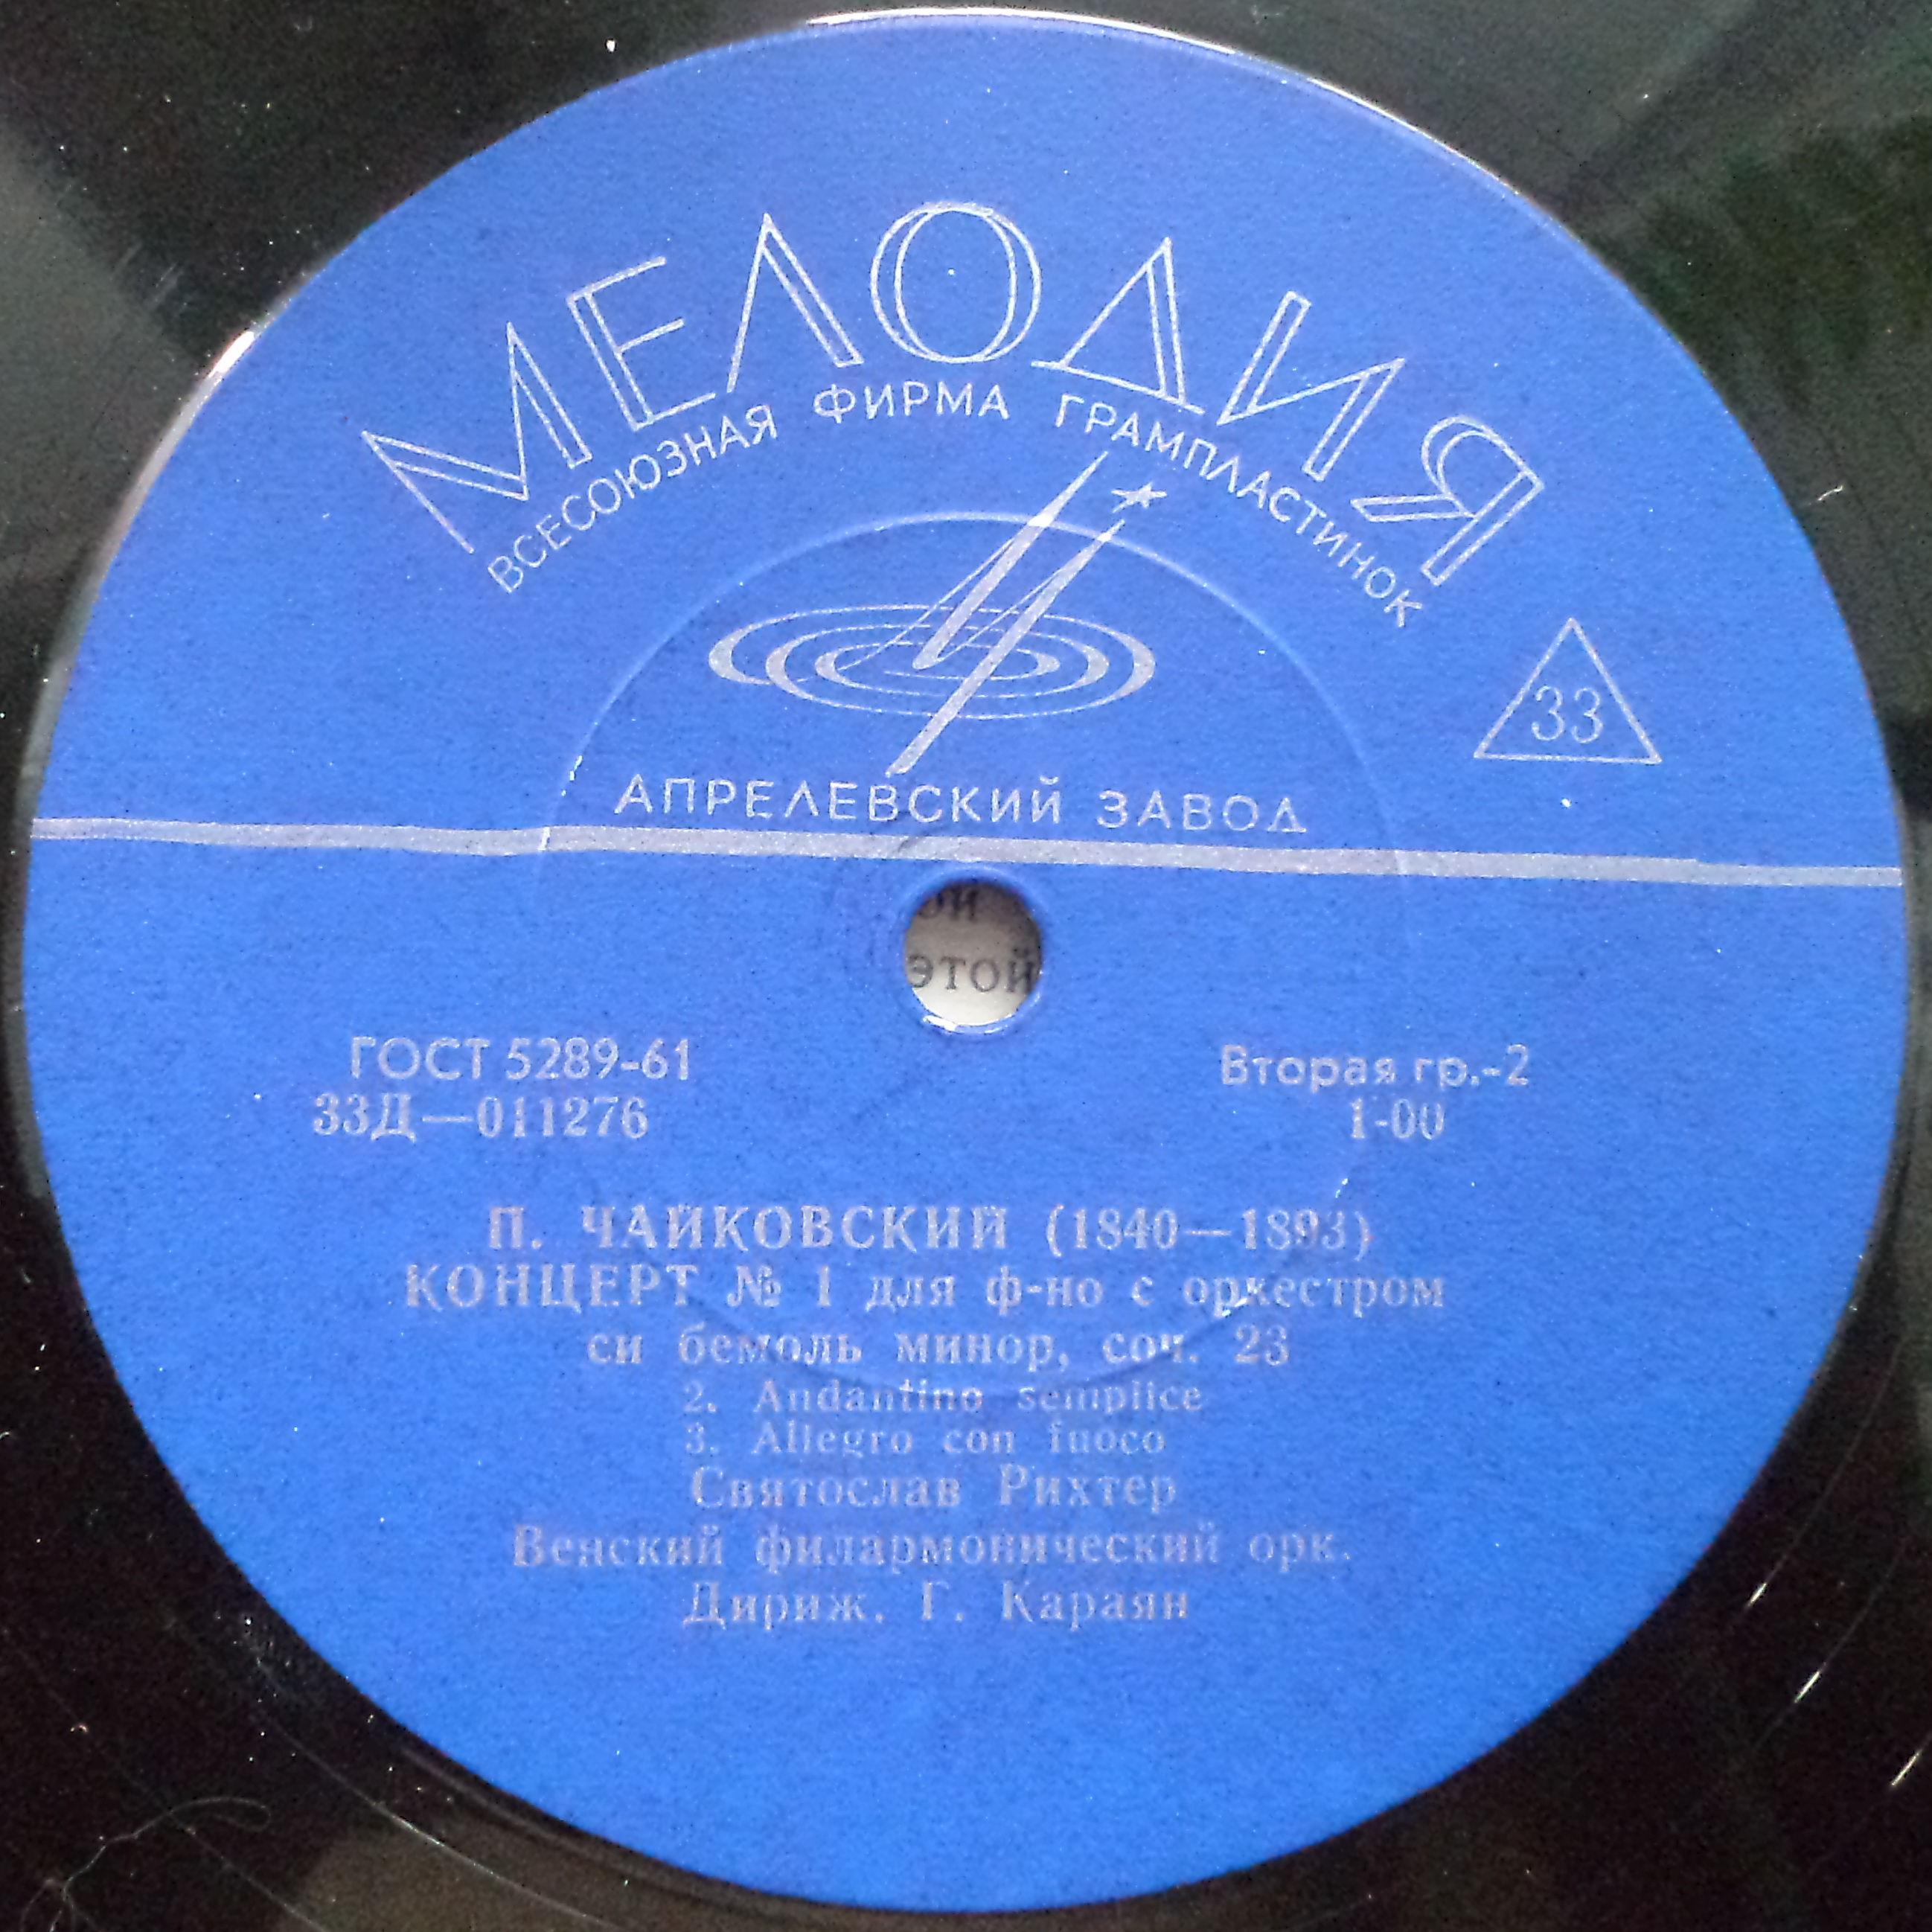 МЕЛОДИЯ
ВСЕСОЮЗНАЯ ФИРМА ГРАМПЛАСТИНОК
33
АПРЕЛЕВСКИЙ ЗАВОД
этой
ГОСТ 5289-61
Вторая гр.-2
33Д—011276
1-00
П. ЧАЙКОВСКИЙ (1840—1893)
КОНЦЕРТ № 1 для ф-но с оркестром
си бемоль минор, соч. 23
2. Andantino semplice
3. Allegro con fuoco
Святослав Рихтер
Венский филармонический орк.
Дириж. Г. Караян